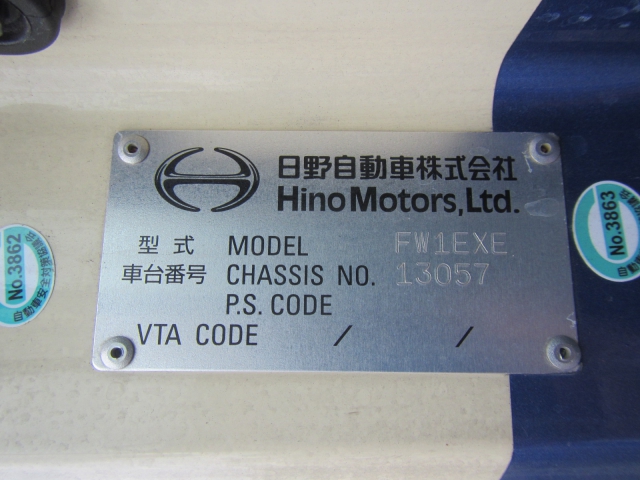 日野自動車株式会社
Hino Motors, Ltd.
型式 MODEL FW1EXE
車台番号 CHASSIS NO. 13057
P.S. CODE
VTA CODE / /
No.3862
No.3863